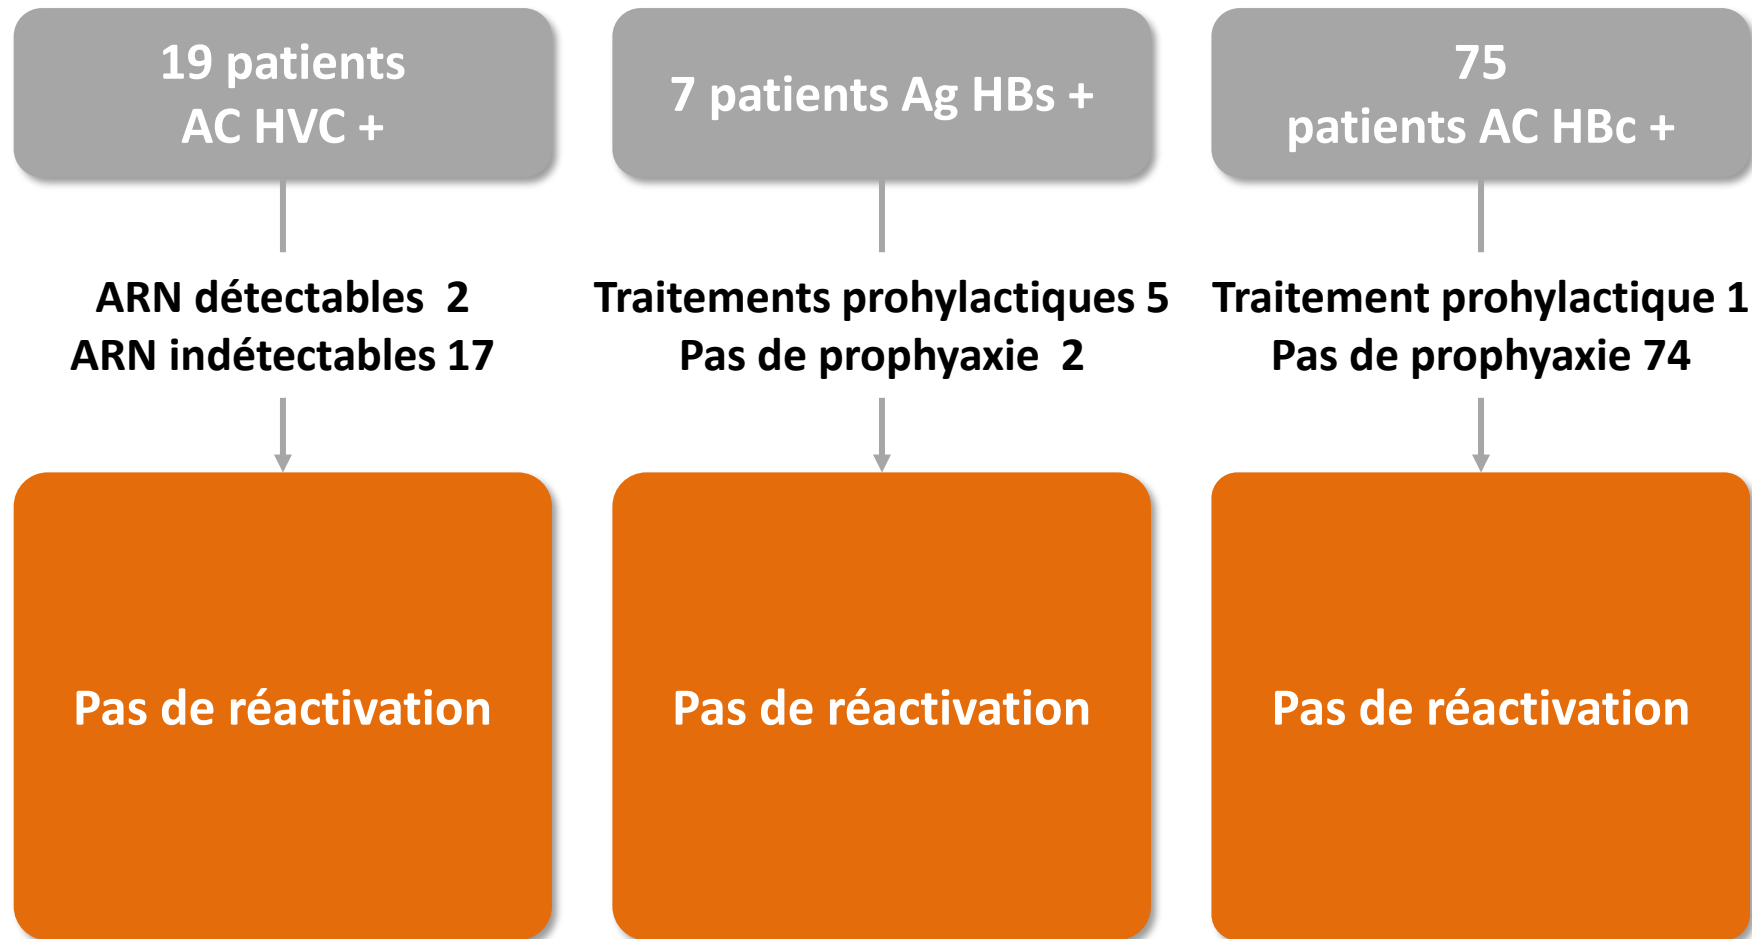 19 patients
AC HVC +
ARN détectables  2
ARN indétectables 17
Pas de réactivation
7 patients Ag HBs +
Traitements prohylactiques 5
Pas de prophyaxie  2
Pas de réactivation
75
patients AC HBc +
Traitement prohylactique 1
Pas de prophyaxie 74
Pas de réactivation